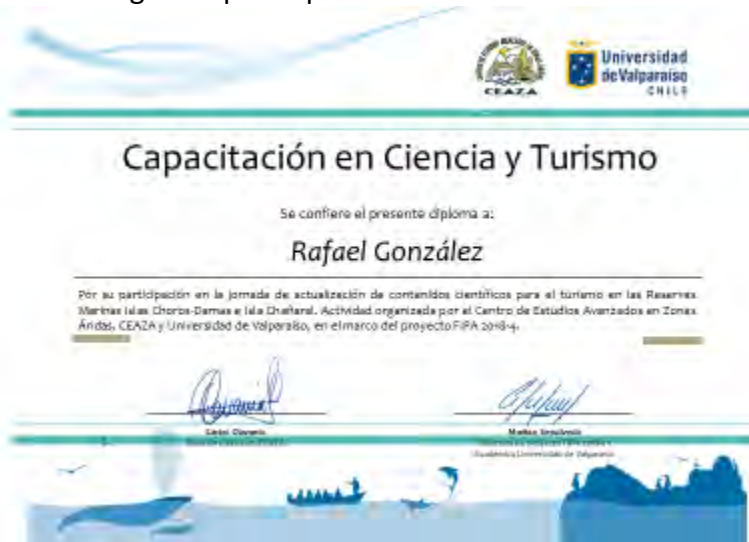 CEAZA
Universidad
deValparaíso
CHILE
Capacitación en Ciencia y Turismo
Se confiere el presente diploma a:
Rafael González
Por su participación en la jornada de actualización de contenidos científicos para el turismo en las Reservas
Marinas Islas Choros-Damas e Isla Chañaral. Actividad organizada por el Centro de Estudios Avanzados en Zonas
Áridas, CEAZA y Universidad de Valparaíso, en el marco del proyecto FIPA 2018-4.